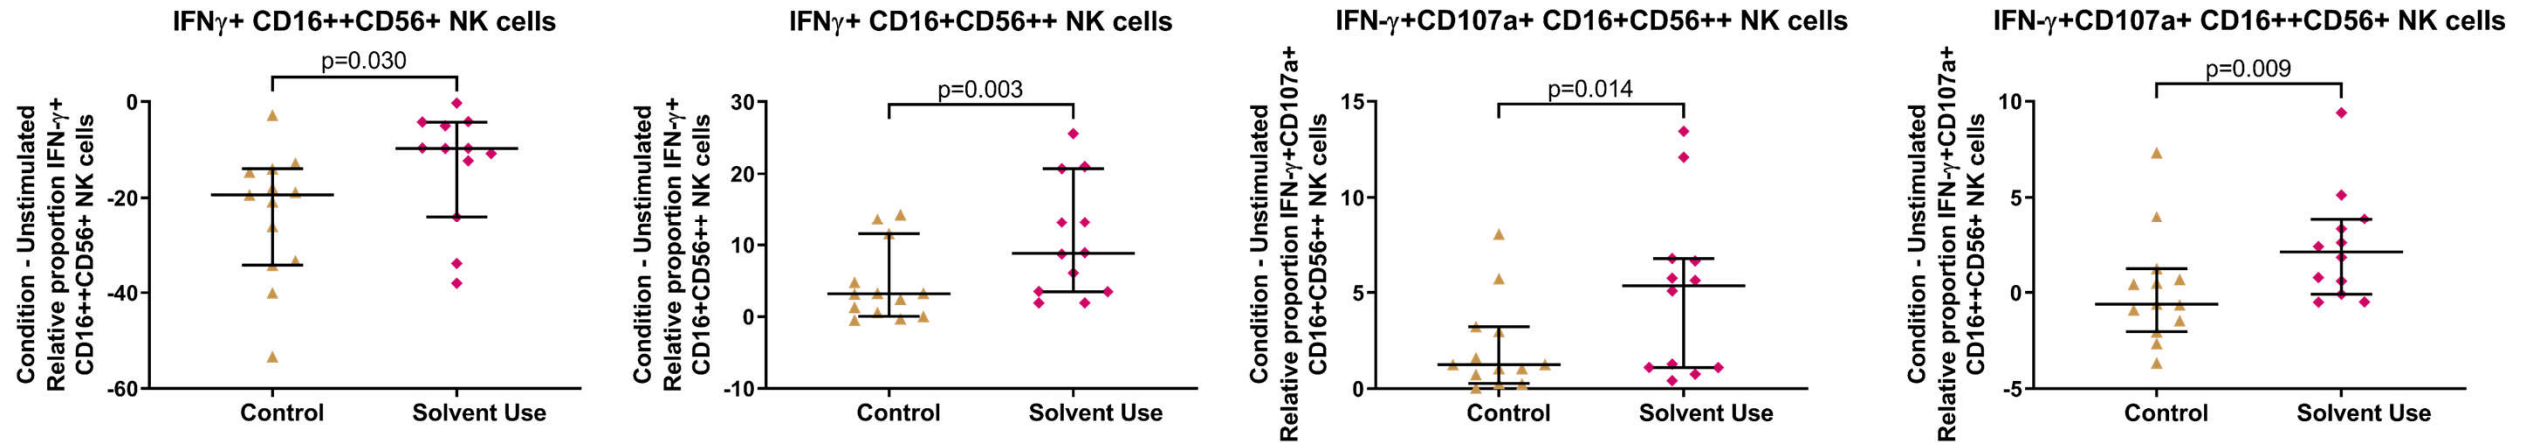 IFNγ+ CD16++CD56+ NK cells
p=0.030
Condition - Unstimulated
Relative proportion IFN-γ+
CD16++CD56+ NK cells
0
-20
-40
-60
Control
Solvent Use
IFNγ+ CD16+CD56++ NK cells
p=0.003
Condition - Unstimulated
Relative proportion IFN-γ+
CD16+CD56++ NK cells
30
20
10
0
-10
Control
Solvent Use
IFN-γ+CD107a+ CD16+CD56++ NK cells
p=0.014
Condition - Unstimulated
Relative proportion IFN-γ+CD107a+
CD16+CD56++ NK cells
15
10
5
0
Control
Solvent Use
IFN-γ+CD107a+ CD16++CD56+ NK cells
p=0.009
Condition - Unstimulated
Relative proportion IFN-γ+CD107a+
CD16++CD56+ NK cells
10
5
0
-5
Control
Solvent Use